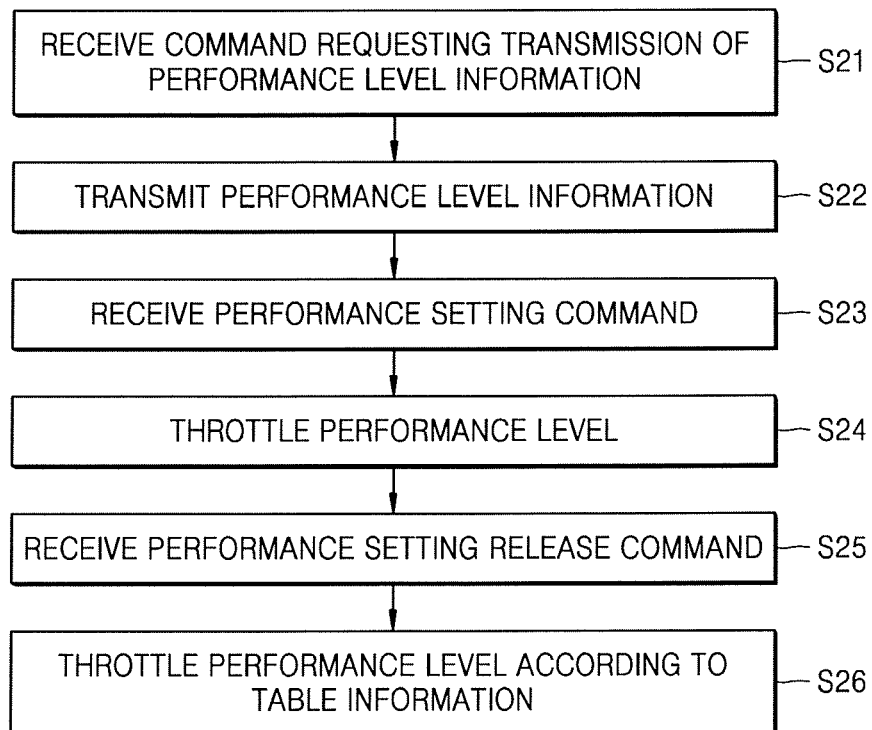 RECEIVE COMMAND REQUESTING TRANSMISSION OF
PERFORMANCE LEVEL INFORMATION
S21
TRANSMIT PERFORMANCE LEVEL INFORMATION
S22
RECEIVE PERFORMANCE SETTING COMMAND
S23
THROTTLE PERFORMANCE LEVEL
S24
RECEIVE PERFORMANCE SETTING RELEASE COMMAND
S25
THROTTLE PERFORMANCE LEVEL ACCORDING TO
TABLE INFORMATION
S26